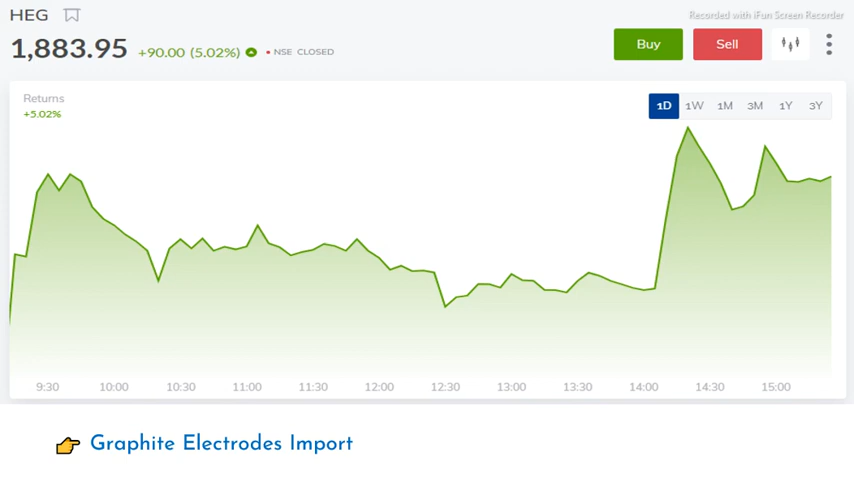 HEG
Recorded with iFun Screen Recorder
1,883.95 +90.00 (5.02%) • NSE CLOSED
Buy Sell
Returns
+5.02%
1D 1W 1M 3M 1Y 3Y
9:30 10:00 10:30 11:00 11:30 12:00 12:30 13:00 13:30 14:00 14:30 15:00
👉 Graphite Electrodes Import